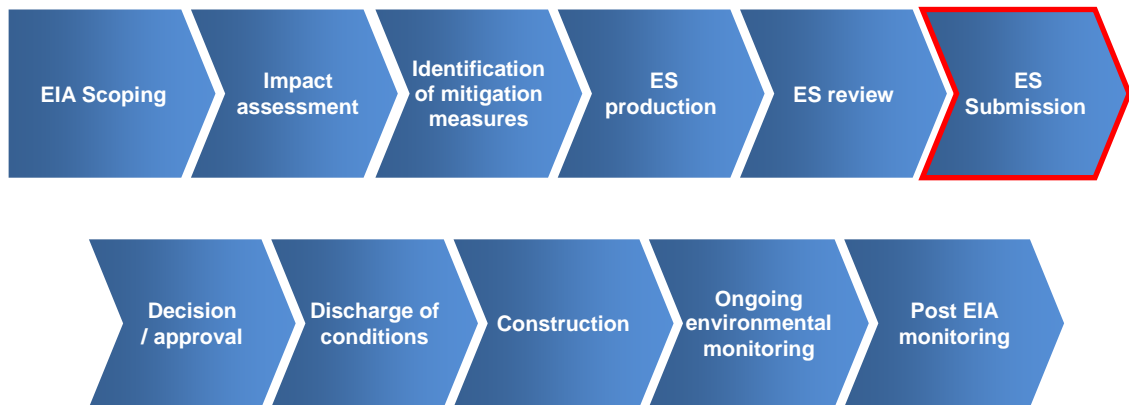 EIA Scoping
Impact
assessment
Identification
of mitigation
measures
ES
production
ES review
ES
Submission
Decision
/ approval
Discharge of
conditions
Construction
Ongoing
environmental
monitoring
Post EIA
monitoring